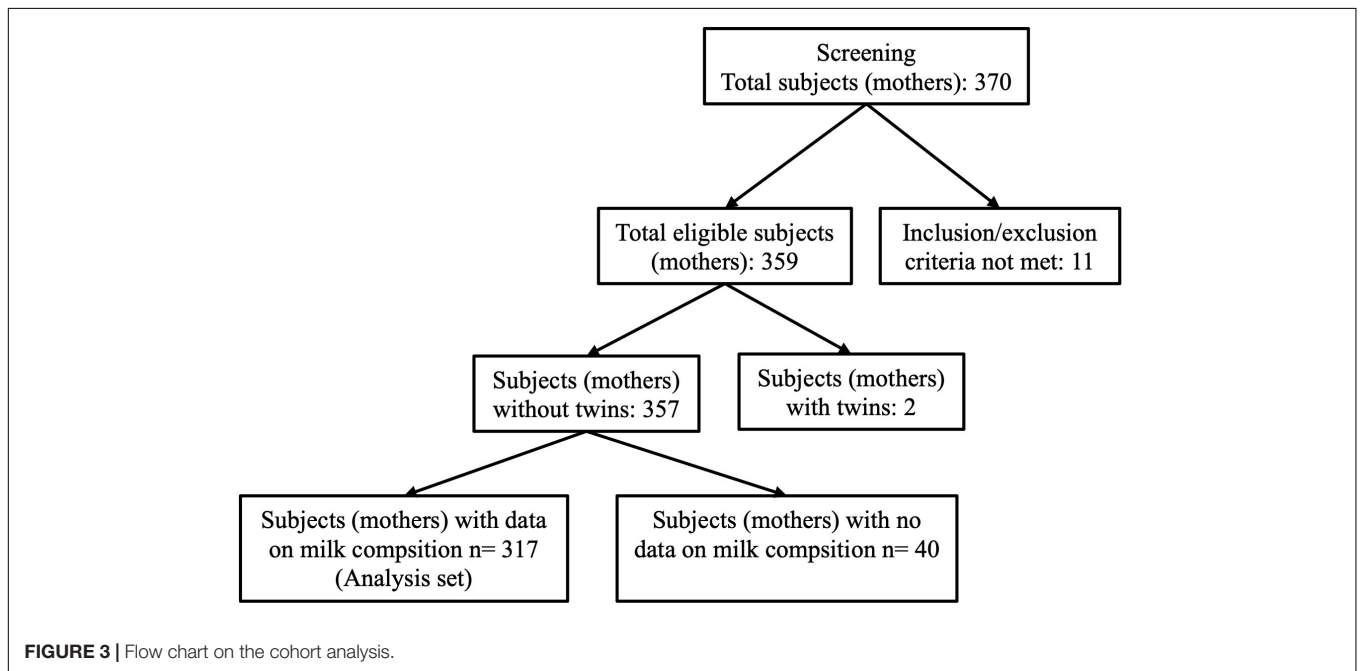 Screening
Total subjects (mothers): 370
Total eligible subjects
(mothers): 359
Inclusion/exclusion
criteria not met: 11
Subjects (mothers)
without twins: 357
Subjects (mothers)
with twins: 2
Subjects (mothers) with data
on milk compsition n= 317
(Analysis set)
Subjects (mothers) with no
data on milk compsition n= 40
FIGURE 3 | Flow chart on the cohort analysis.